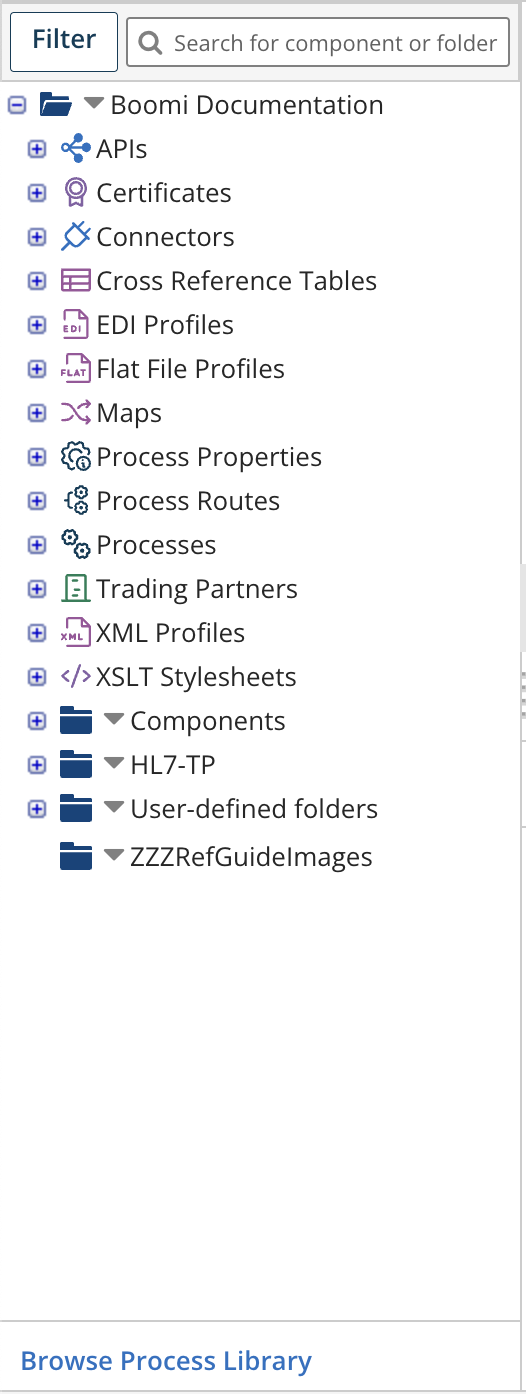 Filter
Search for component or folder
Boomi Documentation
APIs
Certificates
Connectors
Cross Reference Tables
EDI
EDI Profiles
FLAT
Flat File Profiles
Maps
Process Properties
Process Routes
Processes
Trading Partners
XML
XML Profiles
</>
XSLT Stylesheets
Components
HL7-TP
User-defined folders
ZZZRefGuideImages
Browse Process Library